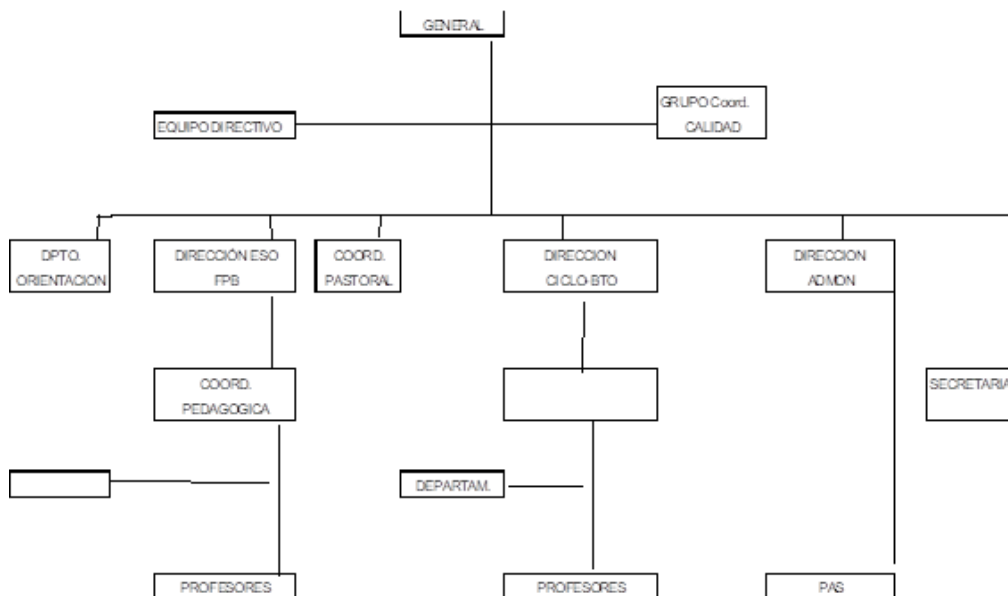 GENERAL
GRUPO Coord.
CALIDAD
EQUIPO DIRECTIVO
DPTO.
ORIENTACION
DIRECCIÓN ESO
FPB
COORD.
PASTORAL
DIRECCION
CICLO-BTO
DIRECCION
ADMON
COORD.
PEDAGOGICA
SECRETARIA
DEPARTAM.
PROFESORES
PROFESORES
PAS